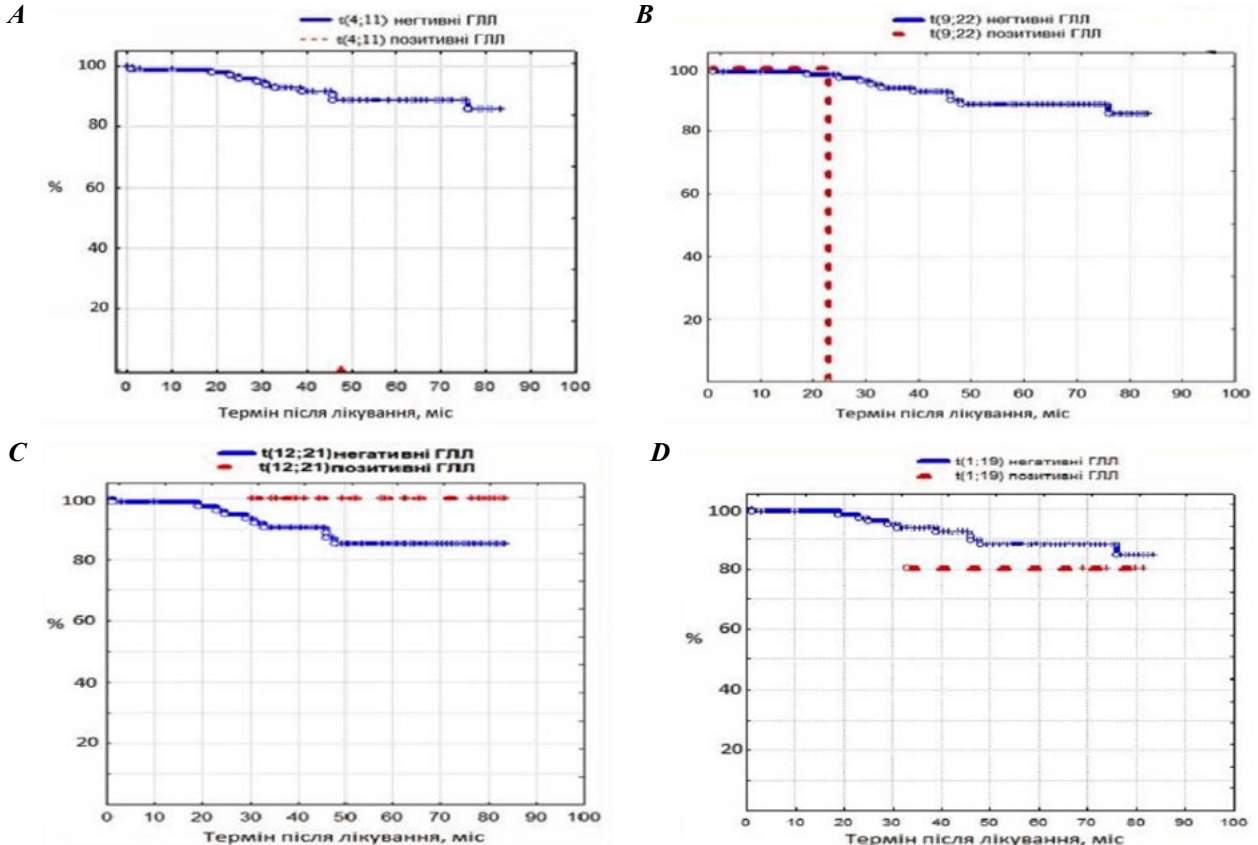 A
t(4;11) негтивні ГЛЛ
t(4;11) позитивні ГЛЛ
100
80
%
60
40
20
0 10 20 30 40 50 60 70 80 90 100
Термін після лікування, міс
B
t(9;22) негтивні ГЛЛ
t(9;22) позитивні ГЛЛ
100
80
%
60
40
20
0 10 20 30 40 50 60 70 80 90 100
Термін після лікування, міс
C
t(12;21)негативні ГЛЛ
t(12;21)позитивні ГЛЛ
100
80
60
%
40
20
0 10 20 30 40 50 60 70 80 90 100
Термін після лікування, міс
D
t(1;19) негативні ГЛЛ
t(1;19) позитивні ГЛЛ
100
80
60
%
40
20
0 10 20 30 40 50 60 70 80 90 100
Термін після лікування, міс